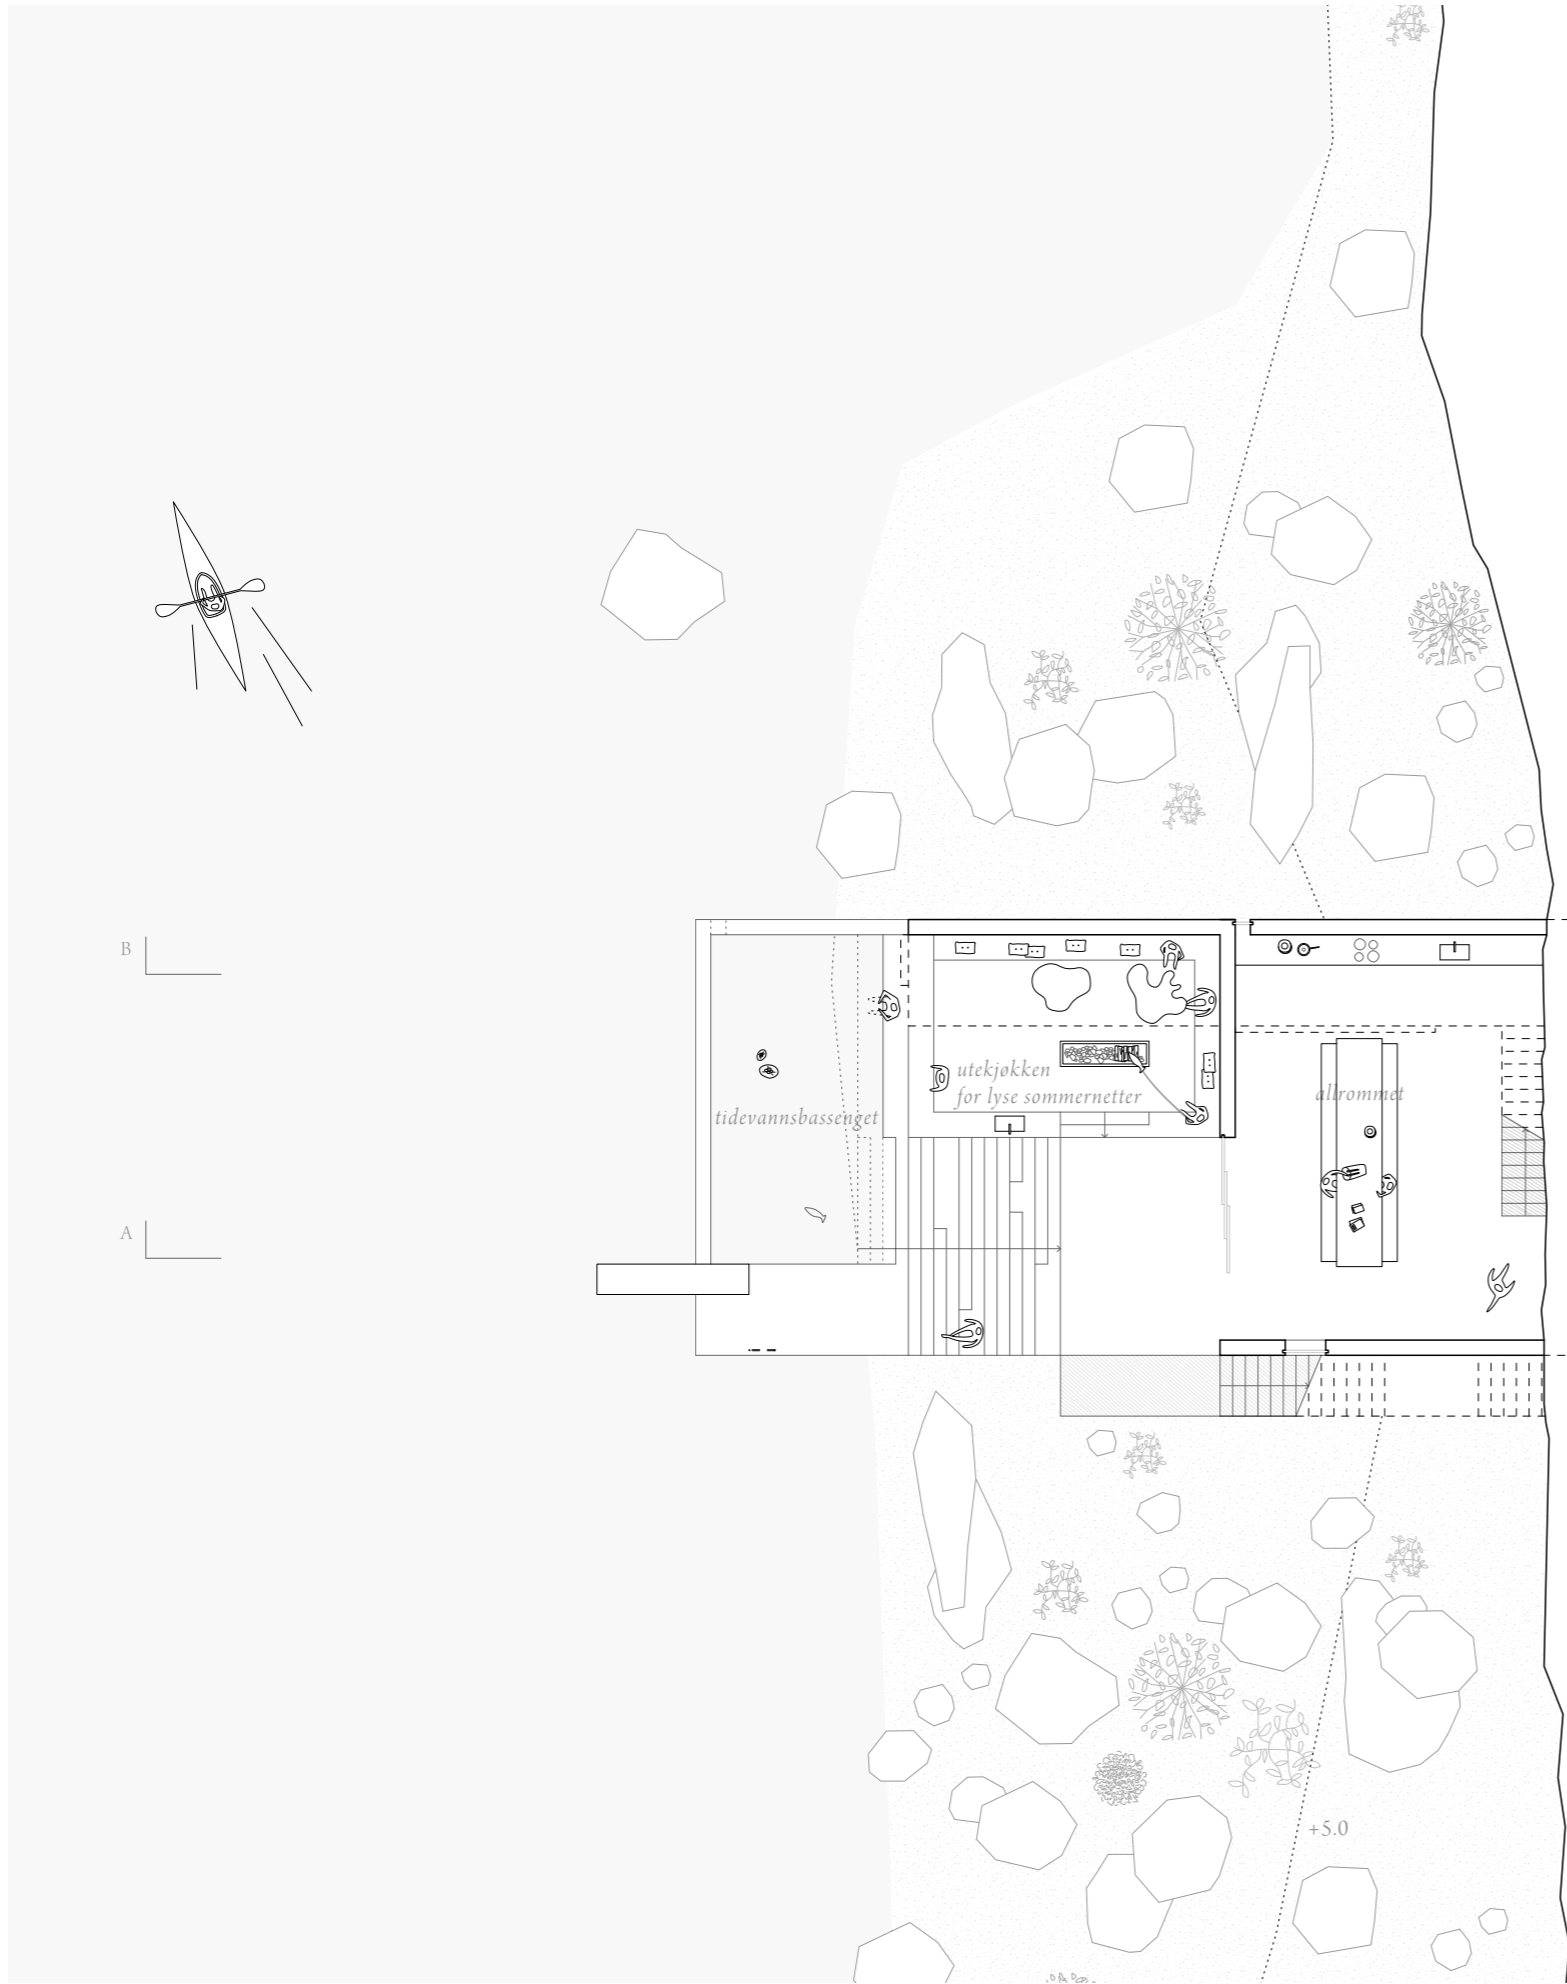 B
utekjøkken
for lyse sommernetter
allrommet
tidevannsbassenget
A
+5.0